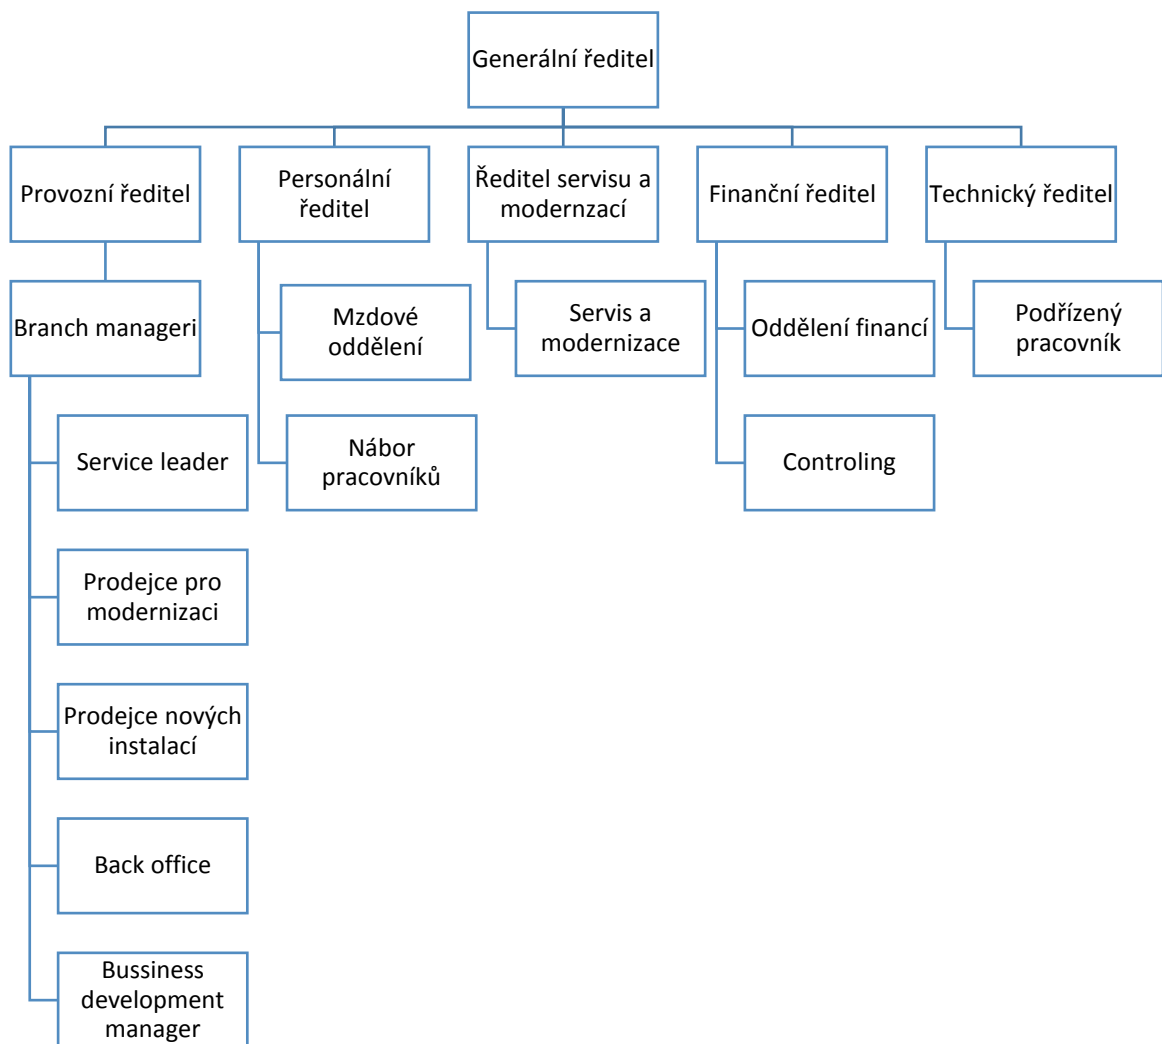 Generální ředitel
Provozní ředitel
Personální
ředitel
Ředitel servisu a
modernzací
Finanční ředitel
Technický ředitel
Branch manageri
Mzdové
oddělení
Servis a
modernizace
Oddělení financí
Podřízený
pracovník
Service leader
Nábor
pracovníků
Controling
Prodejce pro
modernizaci
Prodejce nových
instalací
Back office
Bussiness
development
manager